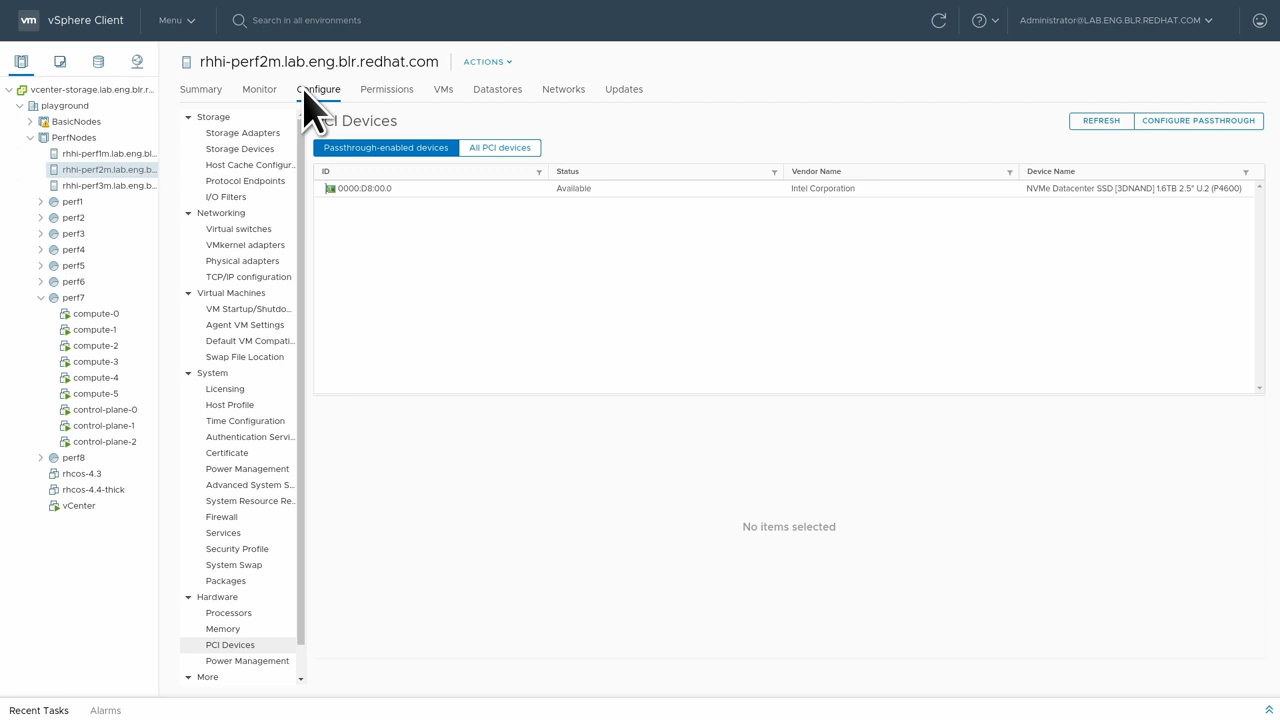 vm vSphere Client Menu Search in all environments Administrator@LAB.ENG.BLR.REDHAT.COM
rhhi-perf2m.lab.eng.blr.redhat.com ACTIONS
Summary Monitor Configure Permissions VMs Datastores Networks Updates
vcenter-storage.lab.eng.blr.r...
playground
BasicNodes
PerfNodes
rhhi-perf1m.lab.eng.bl...
rhhi-perf2m.lab.eng.b...
rhhi-perf3m.lab.eng.b...
perf1
perf2
perf3
perf4
perf5
perf6
perf7
compute-0
compute-1
compute-2
compute-3
compute-4
compute-5
control-plane-0
control-plane-1
control-plane-2
perf8
rhcos-4.3
rhcos-4.4-thick
vCenter
Storage
Storage Adapters
Storage Devices
Host Cache Configur...
Protocol Endpoints
I/O Filters
Networking
Virtual switches
VMkernel adapters
Physical adapters
TCP/IP configuration
Virtual Machines
VM Startup/Shutdo...
Agent VM Settings
Default VM Compati...
Swap File Location
System
Licensing
Host Profile
Time Configuration
Authentication Servi...
Certificate
Power Management
Advanced System S...
System Resource Re...
Firewall
Services
Security Profile
System Swap
Packages
Hardware
Processors
Memory
PCI Devices
Power Management
More
PCI Devices REFRESH CONFIGURE PASSTHROUGH
Passthrough-enabled devices All PCI devices
ID Status Vendor Name Device Name
0000:D8:00.0 Available Intel Corporation NVMe Datacenter SSD [3DNAND] 1.6TB 2.5" U.2 (P4600)
No items selected
Recent Tasks Alarms